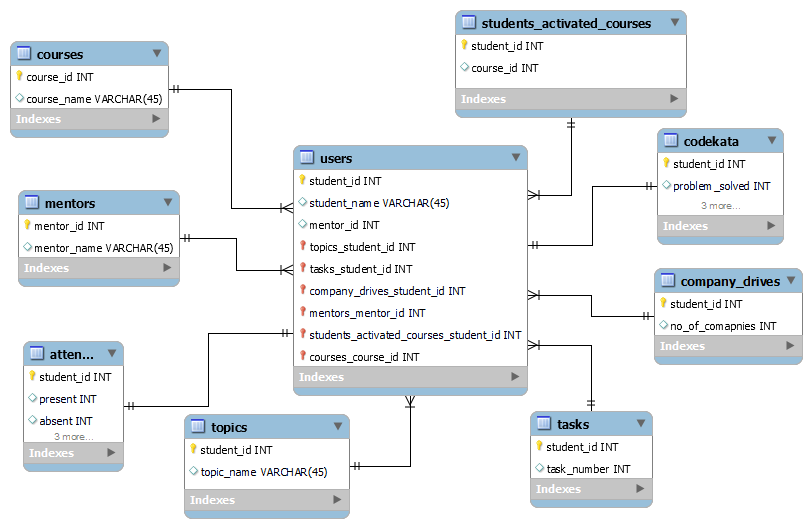 students_activated_courses
student_id INT
course_id INT
Indexes
courses
course_id INT
course_name VARCHAR(45)
Indexes
codekata
student_id INT
problem _solved INT
3 more...
Indexes
users
student_id INT
student_name VARCHAR(45)
mentor_id INT
topics_student_id INT
tasks_student_id INT
company_drives_student_id INT
mentors_mentor_id INT
students_activated_courses_student_id INT
courses_course_id INT
Indexes
mentors
mentor_id INT
mentor_name VARCHAR(45)
Indexes
company_drives
student_id INT
no_of_comapnies INT
Indexes
atten...
student_id INT
present INT
absent INT
3 more...
Indexes
topics
student_id INT
topic_name VARCHAR(45)
Indexes
tasks
student_id INT
task_number INT
Indexes